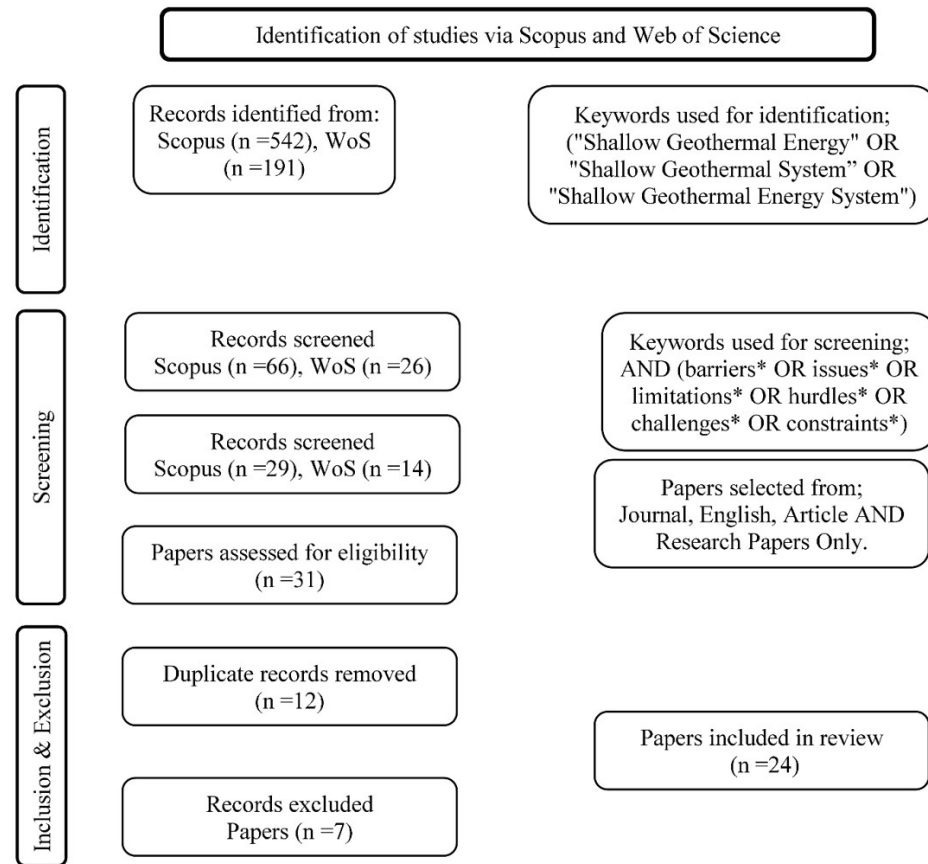 Identification of studies via Scopus and Web of Science
Identification
Records identified from:
Scopus (n =542), WoS
(n =191)
Keywords used for identification;
("Shallow Geothermal Energy" OR
"Shallow Geothermal System” OR
"Shallow Geothermal Energy System")
Screening
Records screened
Scopus (n =66), WoS (n =26)
Keywords used for screening;
AND (barriers* OR issues* OR
limitations* OR hurdles* OR
challenges* OR constraints*)
Records screened
Scopus (n =29), WoS (n =14)
Papers selected from;
Journal, English, Article AND
Research Papers Only.
Papers assessed for eligibility
(n =31)
Inclusion & Exclusion
Duplicate records removed
(n =12)
Papers included in review
(n =24)
Records excluded
Papers (n =7)